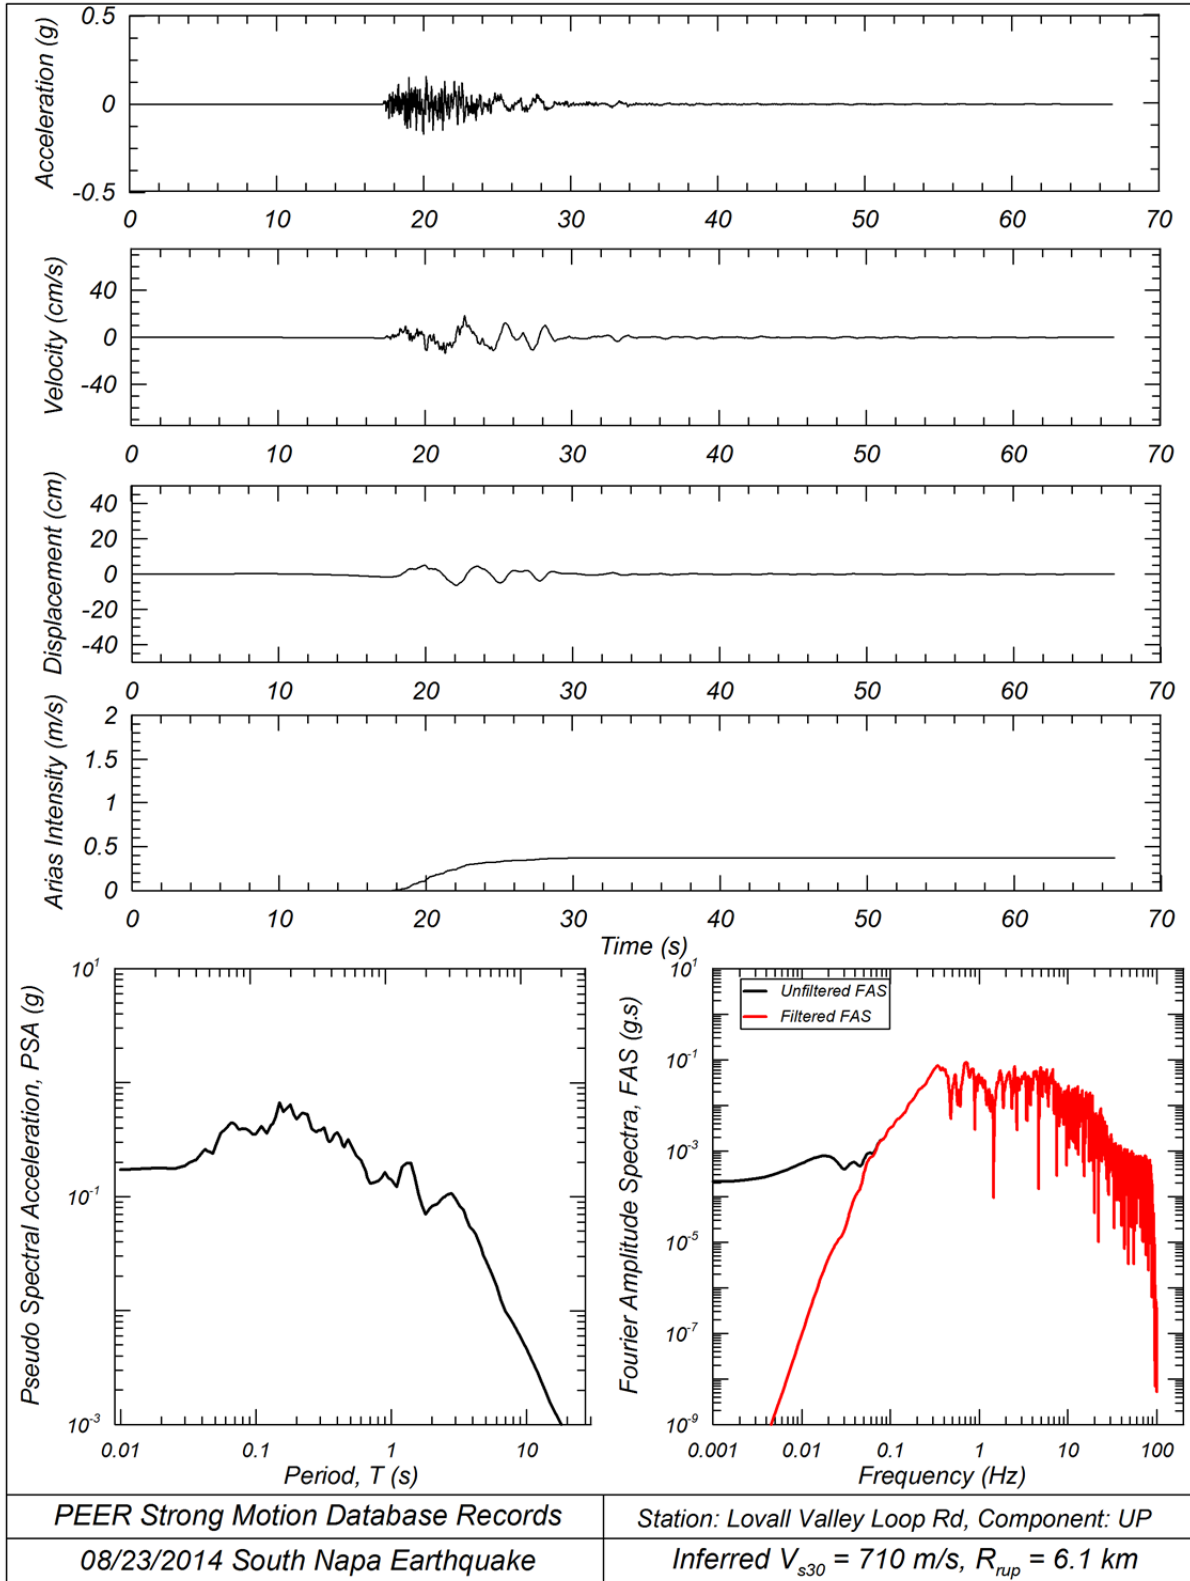 Acceleration (g)
0.5
0
-0.5
0 10 20 30 40 50 60 70
Velocity (cm/s)
40
0
-40
0 10 20 30 40 50 60 70
Displacement (cm)
40
20
0
-20
-40
0 10 20 30 40 50 60 70
Arias Intensity (m/s)
2
1.5
1
0.5
0
0 10 20 30 40 50 60 70
Time (s)
Pseudo Spectral Acceleration, PSA (g)
10¹
10⁻¹
10⁻³
0.01 0.1 1 10
Period, T (s)
Fourier Amplitude Spectra, FAS (g.s)
10¹
10⁻¹
10⁻³
10⁻⁵
10⁻⁷
10⁻⁹
Unfiltered FAS
Filtered FAS
0.001 0.01 0.1 1 10 100
Frequency (Hz)
PEER Strong Motion Database Records
Station: Lovall Valley Loop Rd, Component: UP
08/23/2014 South Napa Earthquake
Inferred Vs30 = 710 m/s, Rrup = 6.1 km